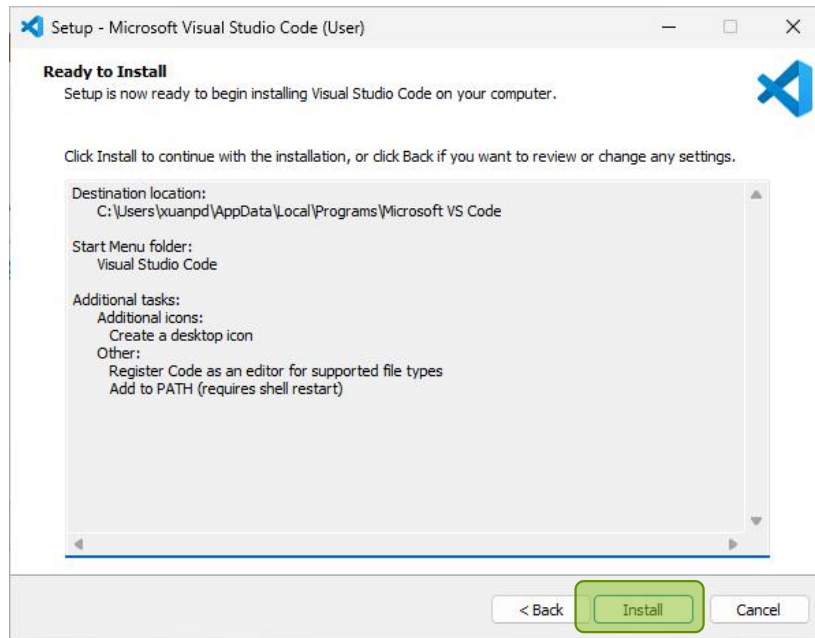 Setup - Microsoft Visual Studio Code (User)
Ready to Install
Setup is now ready to begin installing Visual Studio Code on your computer.
Click Install to continue with the installation, or click Back if you want to review or change any settings.
Destination location:
C:\Users\xuanpd\AppData\Local\Programs\Microsoft VS Code
Start Menu folder:
Visual Studio Code
Additional tasks:
Additional icons:
Create a desktop icon
Other:
Register Code as an editor for supported file types
Add to PATH (requires shell restart)
< Back Install Cancel